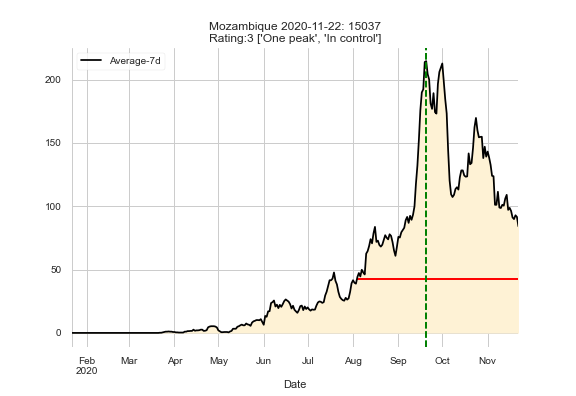 Mozambique 2020-11-22: 15037
Rating:3 ['One peak', 'In control']
Average-7d
200
150
100
50
0
Feb Mar Apr May Jun Jul Aug Sep Oct Nov
2020
Date